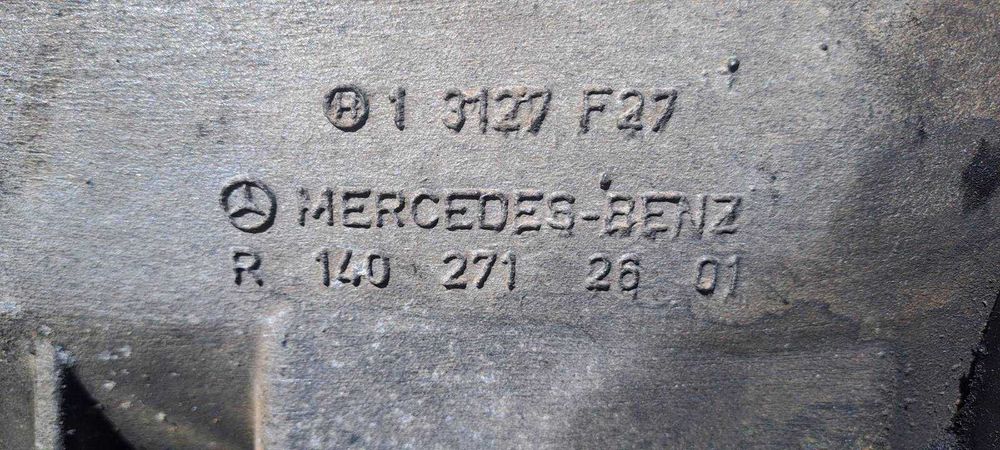 R 1 3127 F27
MERCEDES-BENZ
R 140 271 26 01